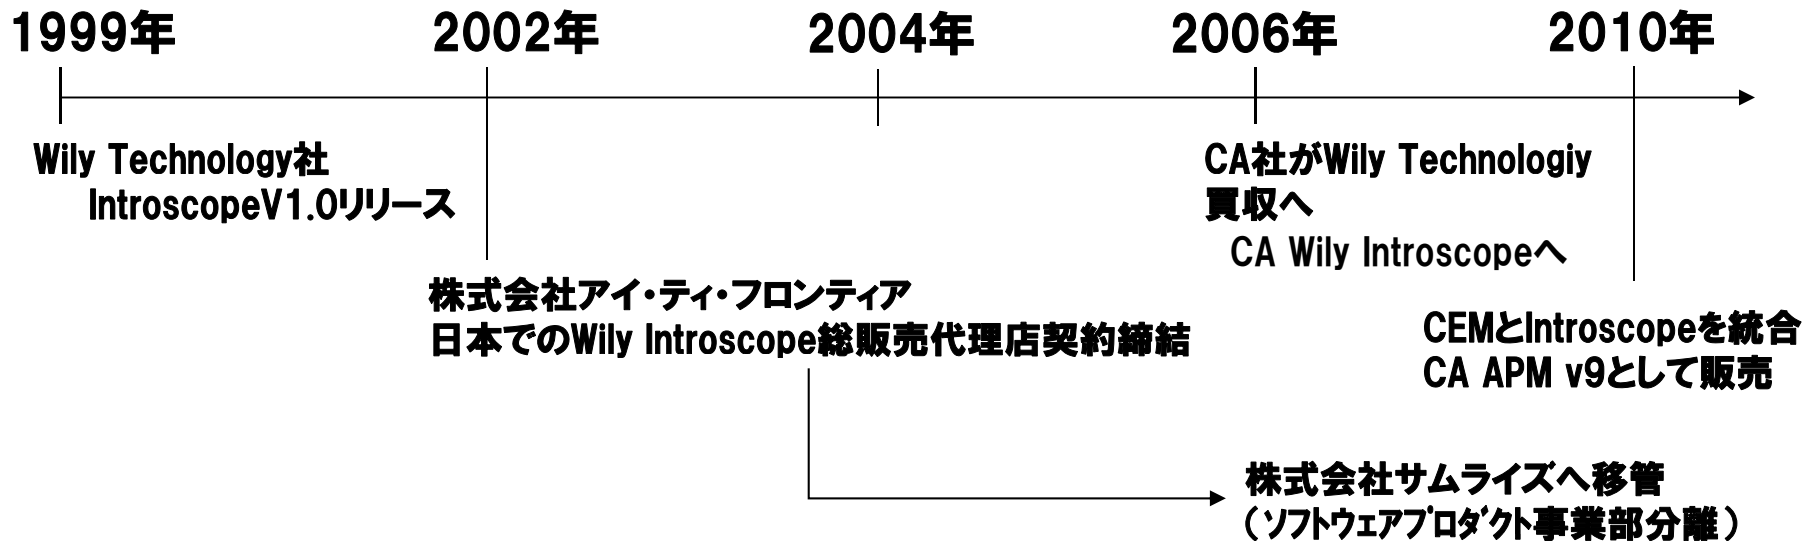 1999年
2002年
2004年
2006年
2010年
Wily Technology社
IntroscopeV1.0リリース
CA社がWily Technologiy
買収へ
CA Wily Introscopeへ
株式会社アイ・ティ・フロンティア
日本でのWily Introscope総販売代理店契約締結
CEMとIntroscopeを統合
CA APM v9として販売
株式会社サムライズへ移管
（ｿﾌﾄｳｪｱﾌﾟﾛﾀﾞｸﾄ事業部分離）